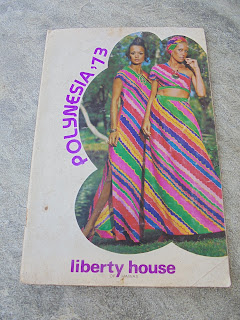 POLYNESIA '73
liberty house